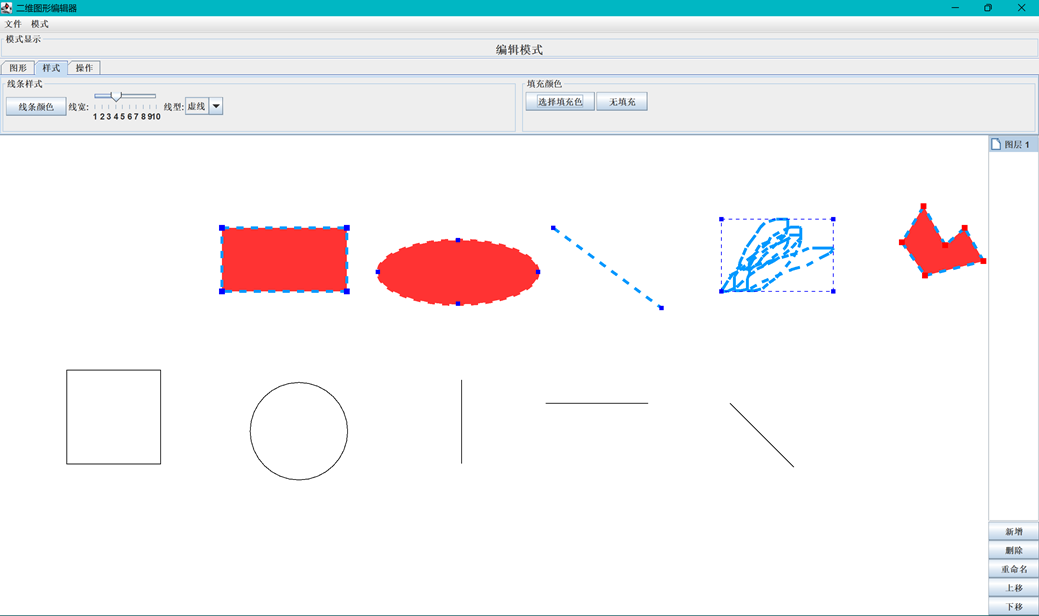 二维图形编辑器
文件 模式
模式显示
编辑模式
图形 样式 操作
线条样式
线条颜色 线宽: 1 2 3 4 5 6 7 8 9 10 线型: 虚线
填充颜色
选择填充色 无填充
图层 1
新增
删除
重命名
上移
下移